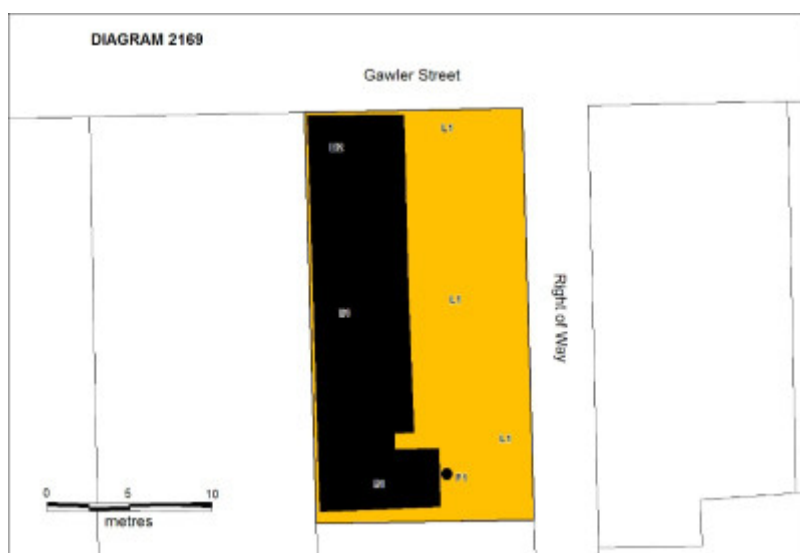 DIAGRAM 2169
Gawler Street
L1
L1
Right of Way
L1
0 5 10
metres